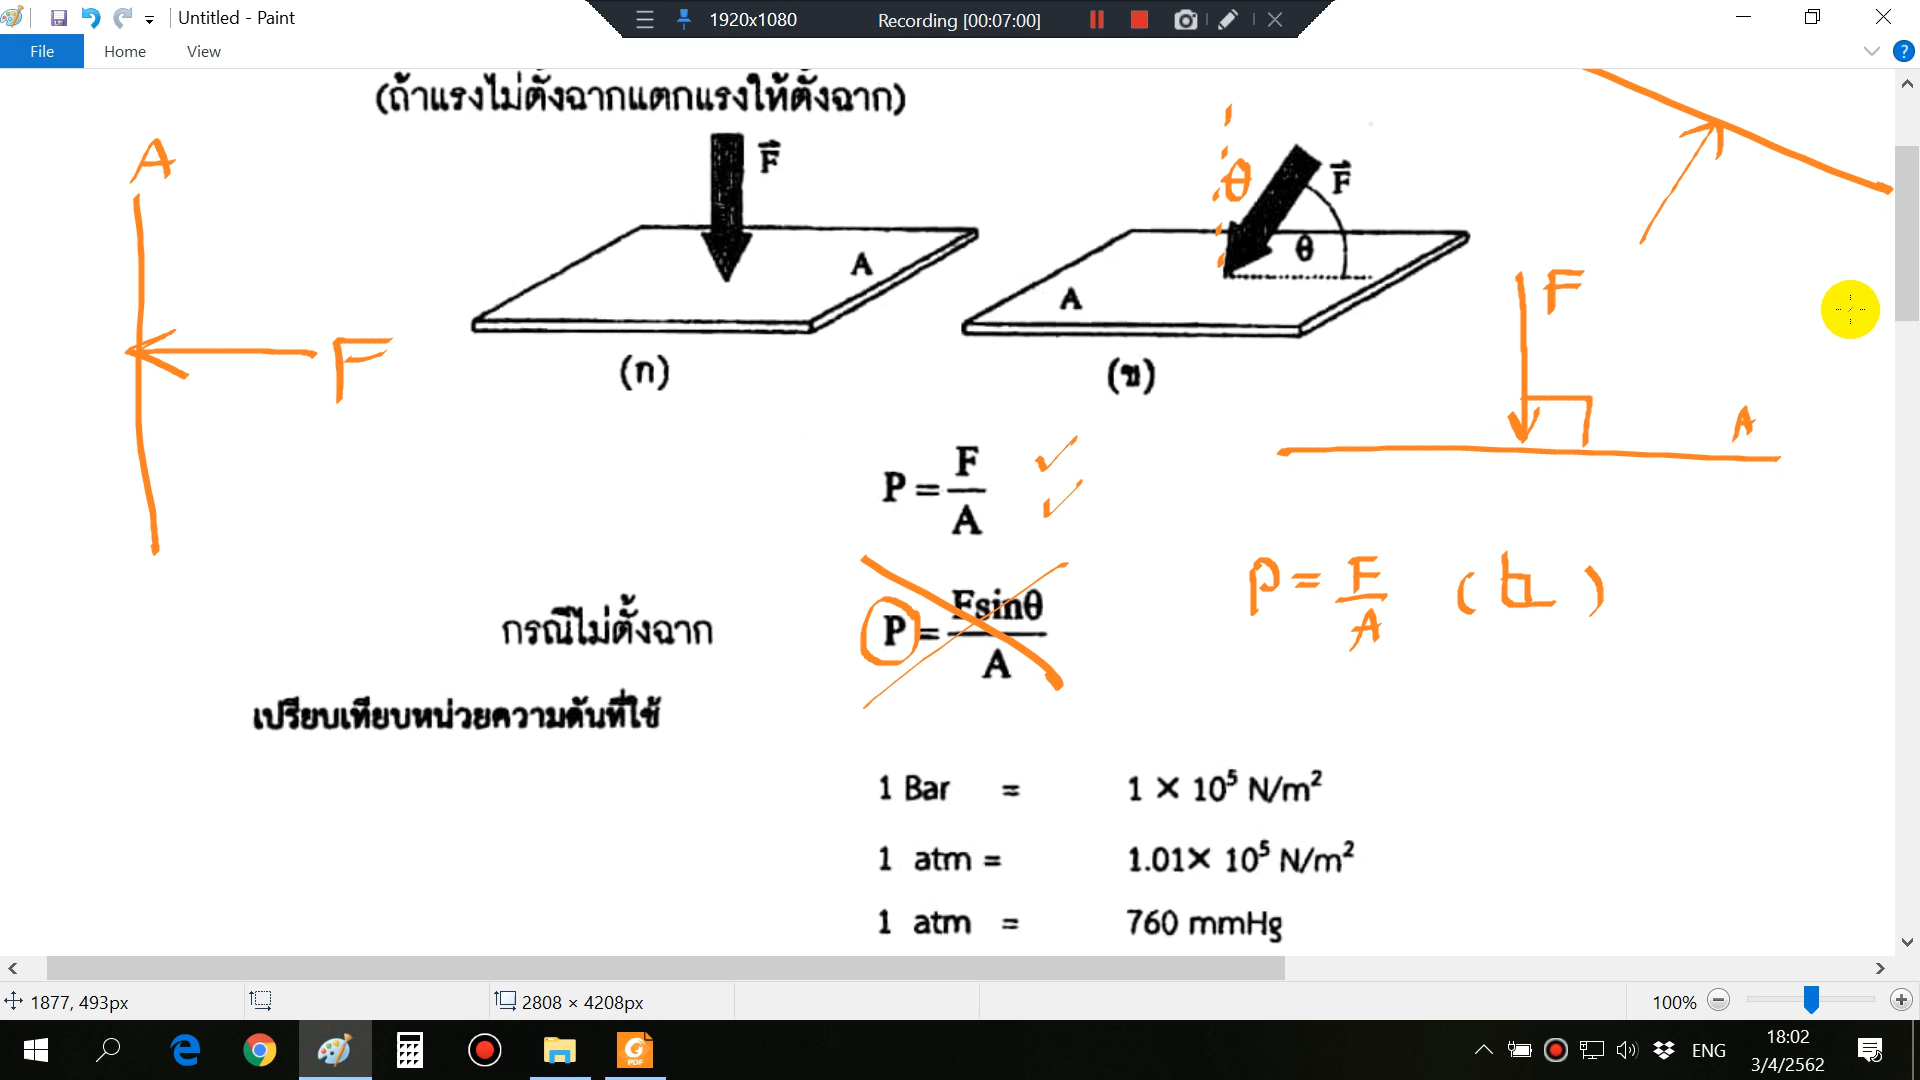 Untitled - Paint
1920x1080
Recording [00:07:00]
File
Home
View
(ถ้าแรงไม่ตั้งฉากแตกแรงให้ตั้งฉาก)
A
F
F
A
(ก)
θ
F
θ
A
(ข)
F
F
A
P = F/A
P = F/A ( )
กรณีไม่ตั้งฉาก
P = Fsinθ/A
เปรียบเทียบหน่วยความดันที่ใช้
1 Bar = 1 × 10⁵ N/m²
1 atm = 1.01× 10⁵ N/m²
1 atm = 760 mmHg
1877, 493px
2808 × 4208px
100%
PDF
ENG
18:02
3/4/2562